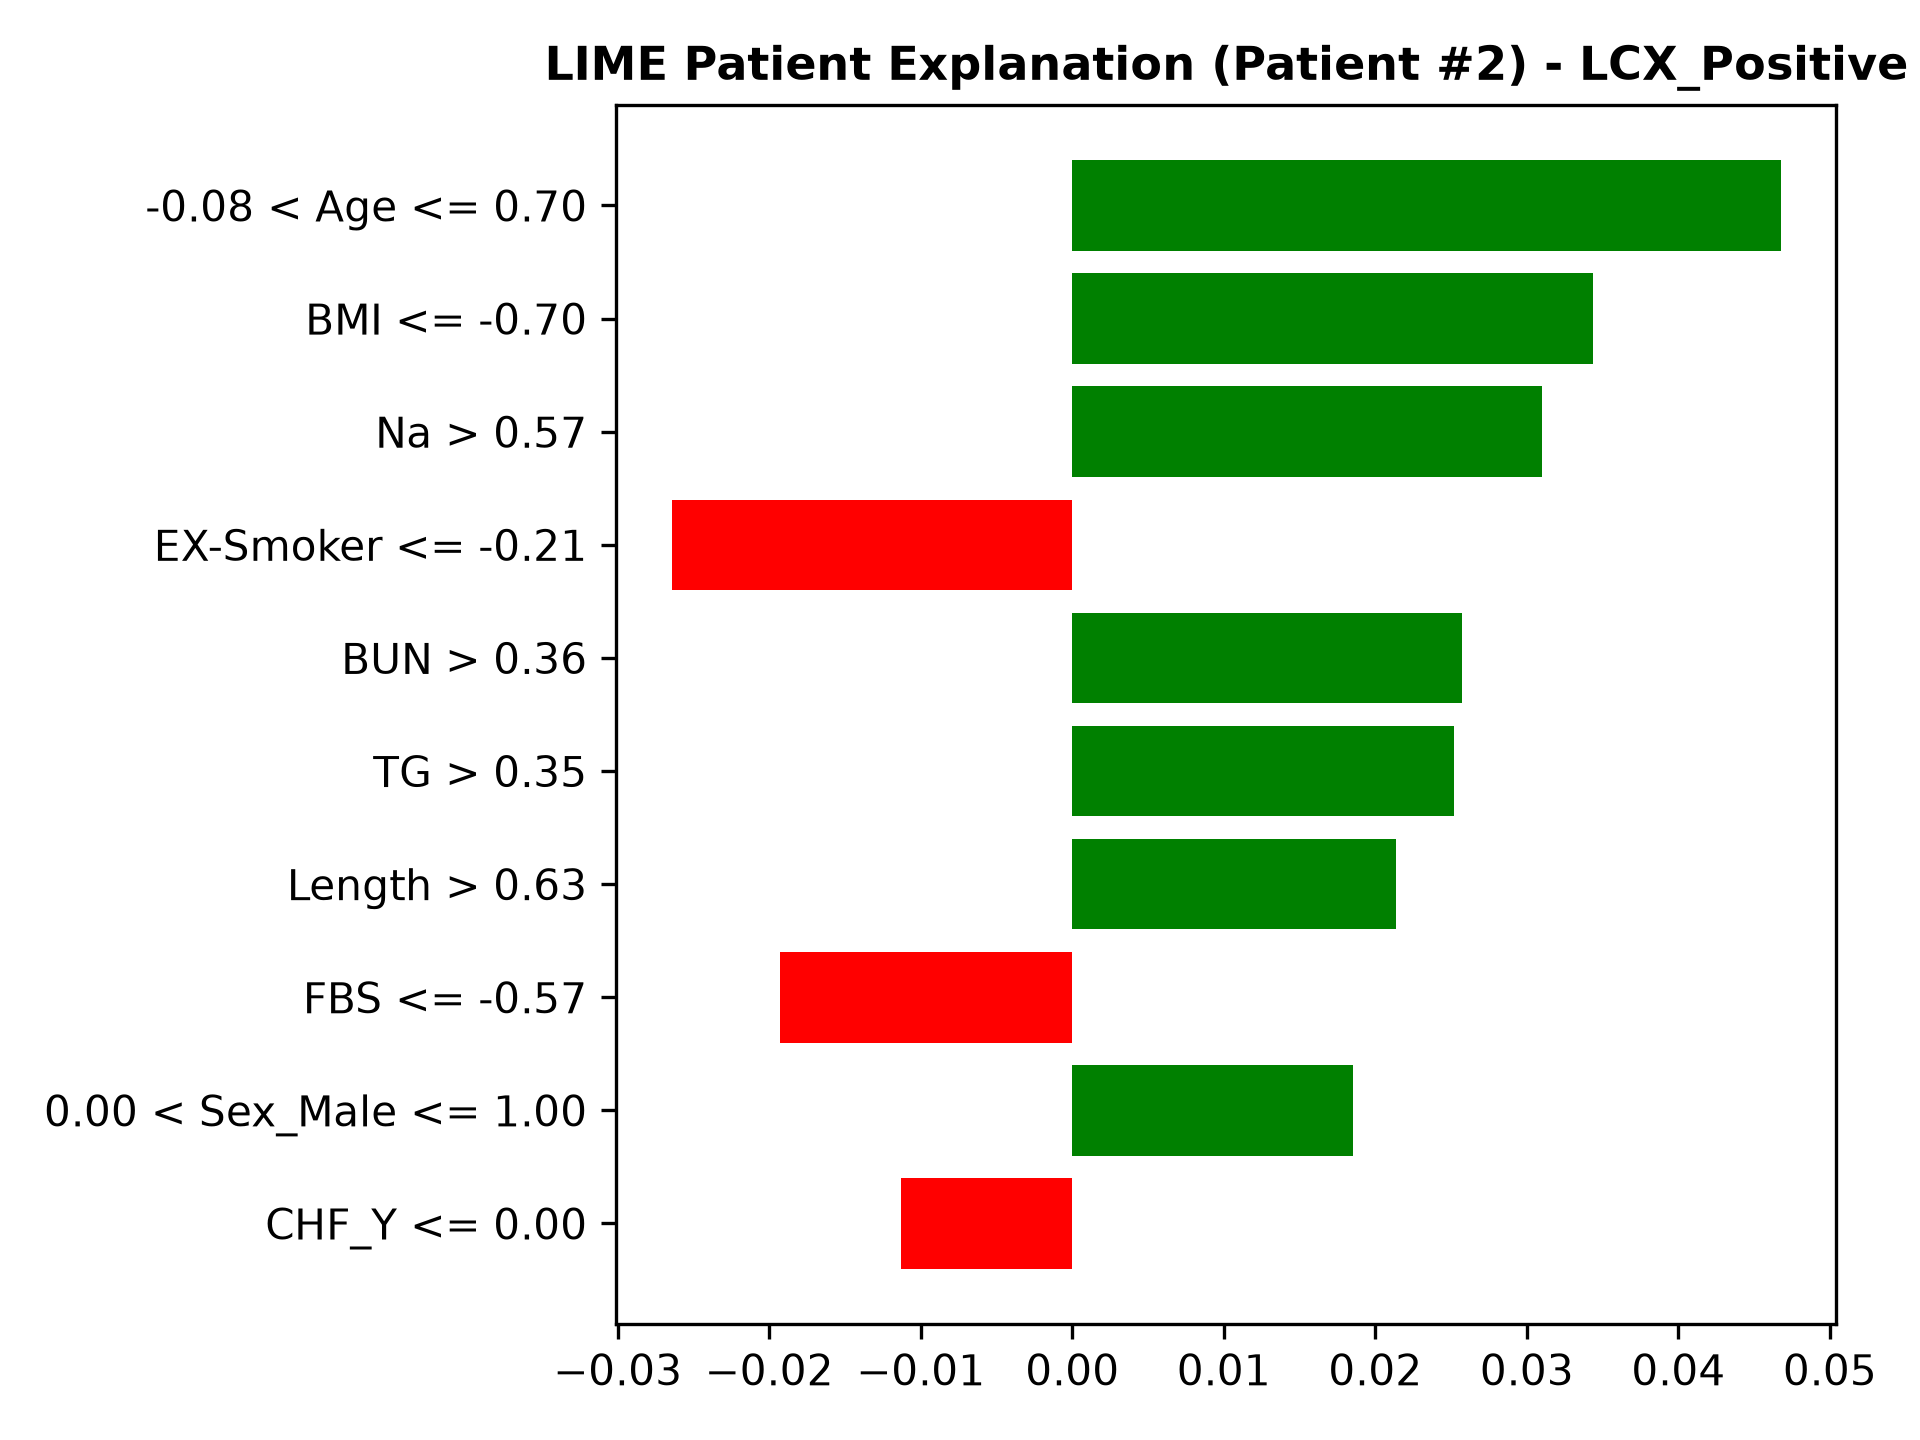 LIME Patient Explanation (Patient #2) - LCX_Positive
-0.08 < Age <= 0.70
BMI <= -0.70
Na > 0.57
EX-Smoker <= -0.21
BUN > 0.36
TG > 0.35
Length > 0.63
FBS <= -0.57
0.00 < Sex_Male <= 1.00
CHF_Y <= 0.00
−0.03 −0.02 −0.01 0.00 0.01 0.02 0.03 0.04 0.05